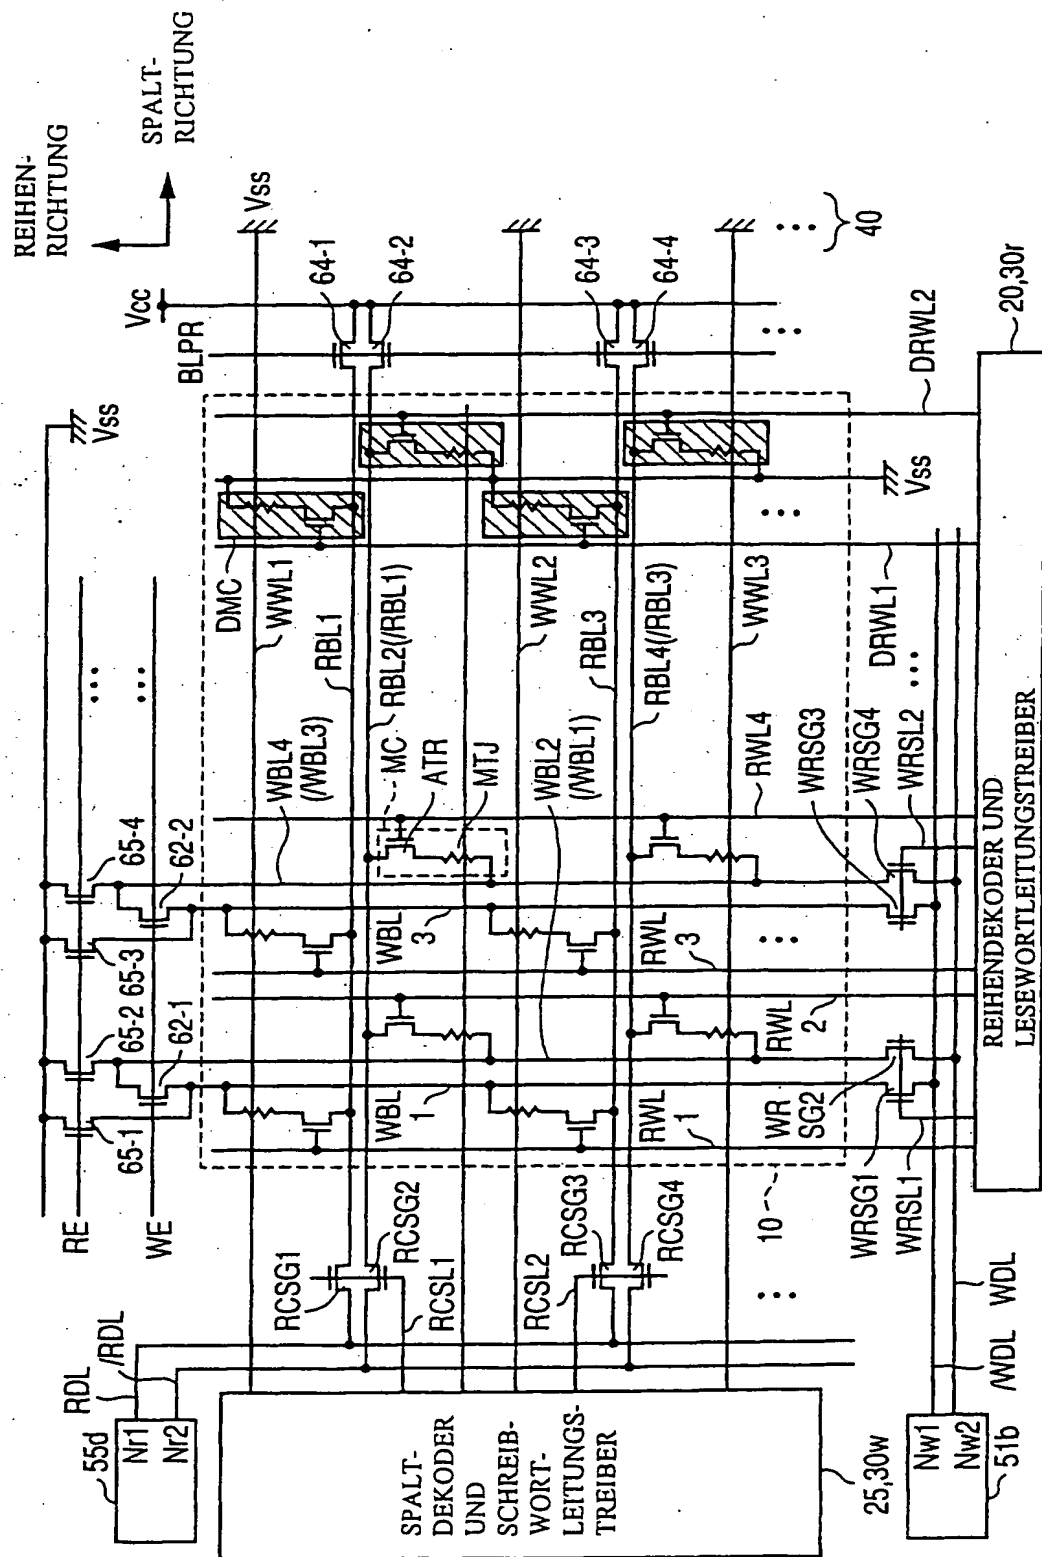 REIHEN-
RICHTUNG
SPALT-
RICHTUNG
Vcc
BLPR
Vss
64-1
64-2
64-3
64-4
40
Vss
DMC
WWL1
RBL1
RBL2(/RBL1)
WWL2
RBL3
RBL4(/RBL3)
WWL3
DRWL1
DRWL2
Vss
20,30r
WBL4
(/WBL3)
MC
ATR
MTJ
WBL2
(/WBL1)
RWL4
WRSG3
WRSG4
WRSL2
65-4
62-2
65-3
65-2
62-1
65-1
WBL
3
RWL
3
RWL
2
WBL
1
RWL
1
WR
SG2
WRSG1
WRSL1
RE
WE
10
RCSG1
RCSG2
RCSL1
RCSL2
RCSG3
RCSG4
RDL
/RDL
55d
Nr1
Nr2
SPALT-
DEKODER
UND
SCHREIB-
WORT-
LEITUNGS-
TREIBER
25,30w
REIHENDEKODER UND
LESEWORTLEITUNGSTREIBER
/WDL
WDL
Nw1
Nw2
51b